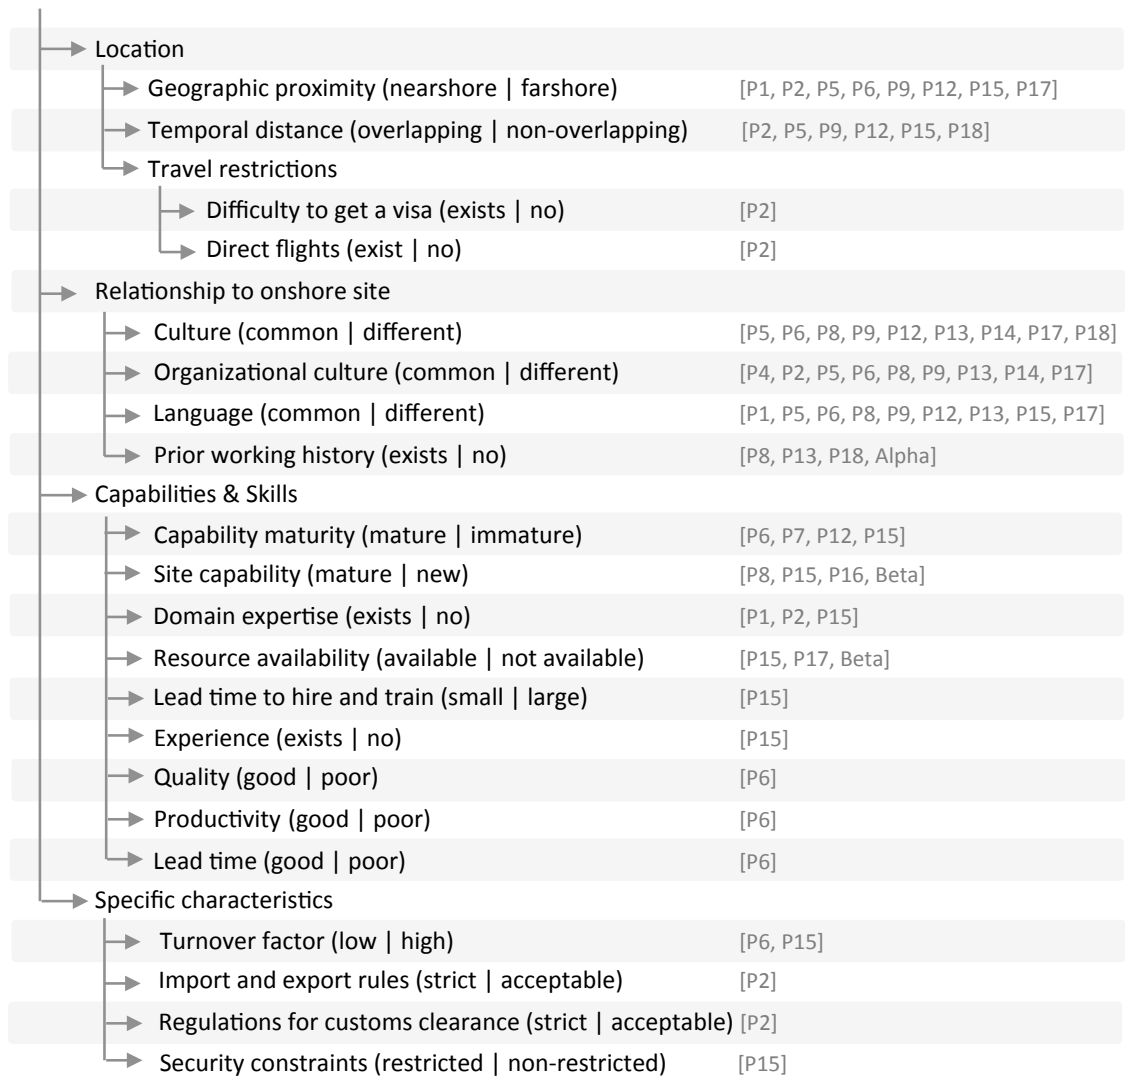 Location
Geographic proximity (nearshore | farshore) [P1, P2, P5, P6, P9, P12, P15, P17]
Temporal distance (overlapping | non-overlapping) [P2, P5, P9, P12, P15, P18]
Travel restrictions
Difficulty to get a visa (exists | no) [P2]
Direct flights (exist | no) [P2]
Relationship to onshore site
Culture (common | different) [P5, P6, P8, P9, P12, P13, P14, P17, P18]
Organizational culture (common | different) [P4, P2, P5, P6, P8, P9, P13, P14, P17]
Language (common | different) [P1, P5, P6, P8, P9, P12, P13, P15, P17]
Prior working history (exists | no) [P8, P13, P18, Alpha]
Capabilities & Skills
Capability maturity (mature | immature) [P6, P7, P12, P15]
Site capability (mature | new) [P8, P15, P16, Beta]
Domain expertise (exists | no) [P1, P2, P15]
Resource availability (available | not available) [P15, P17, Beta]
Lead time to hire and train (small | large) [P15]
Experience (exists | no) [P15]
Quality (good | poor) [P6]
Productivity (good | poor) [P6]
Lead time (good | poor) [P6]
Specific characteristics
Turnover factor (low | high) [P6, P15]
Import and export rules (strict | acceptable) [P2]
Regulations for customs clearance (strict | acceptable) [P2]
Security constraints (restricted | non-restricted) [P15]